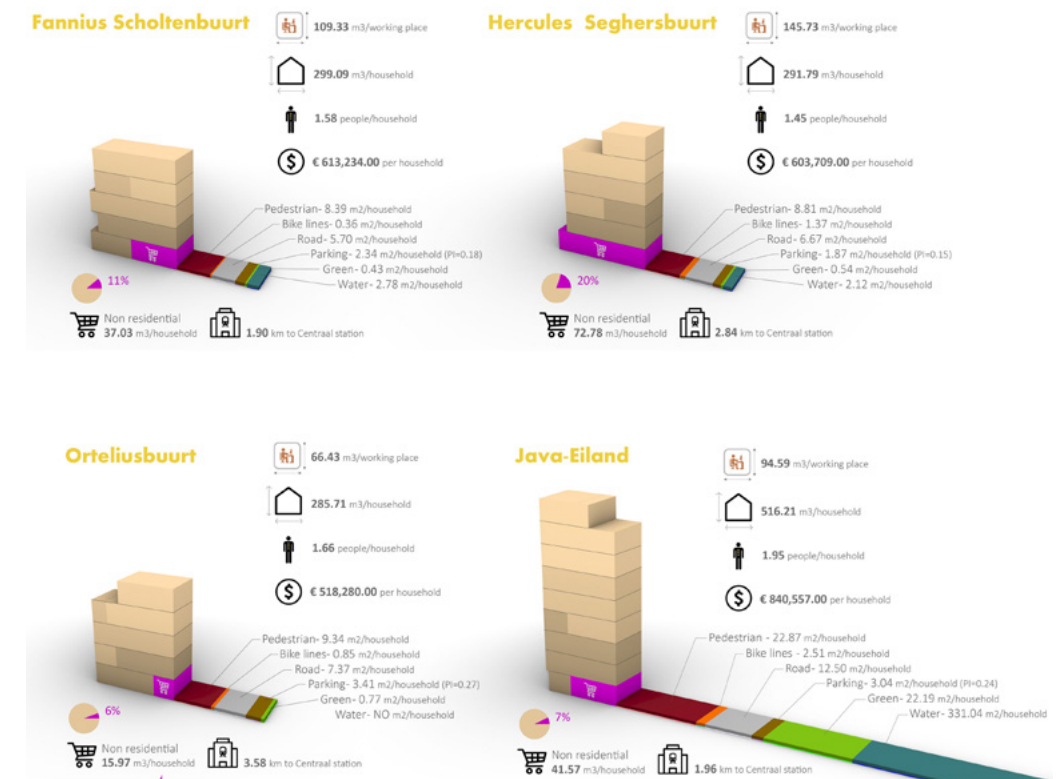 Fannius Scholtenbuurt
109.33 m3/working place
299.09 m3/household
1.58 people/household
$
€ 613,234.00 per household
Pedestrian- 8.39 m2/household
Bike lines- 0.36 m2/household
Road- 5.70 m2/household
Parking- 2.34 m2/household (PI=0.18)
Green- 0.43 m2/household
Water- 2.78 m2/household
11%
Non residential
37.03 m3/household
1.90 km to Centraal station
Hercules Seghersbuurt
145.73 m3/working place
291.79 m3/household
1.45 people/household
$
€ 603,709.00 per household
Pedestrian- 8.81 m2/household
Bike lines- 1.37 m2/household
Road- 6.67 m2/household
Parking- 1.87 m2/household (PI=0.15)
Green- 0.54 m2/household
Water- 2.12 m2/household
20%
Non residential
72.78 m3/household
2.84 km to Centraal station
Orteliusbuurt
66.43 m3/working place
285.71 m3/household
1.66 people/household
$
€ 518,280.00 per household
Pedestrian- 9.34 m2/household
Bike lines- 0.85 m2/household
Road- 7.37 m2/household
Parking- 3.41 m2/household (PI=0.27)
Green- 0.77 m2/household
Water- NO m2/household
6%
Non residential
15.97 m3/household
3.58 km to Centraal station
Java-Eiland
94.59 m3/working place
516.21 m3/household
1.95 people/household
$
€ 840,557.00 per household
Pedestrian - 22.87 m2/household
Bike lines - 2.51 m2/household
Road- 12.50 m2/household
Parking- 3.04 m2/household (PI=0.24)
Green- 22.19 m2/household
Water- 331.04 m2/household
7%
Non residential
41.57 m3/household
1.96 km to Centraal station